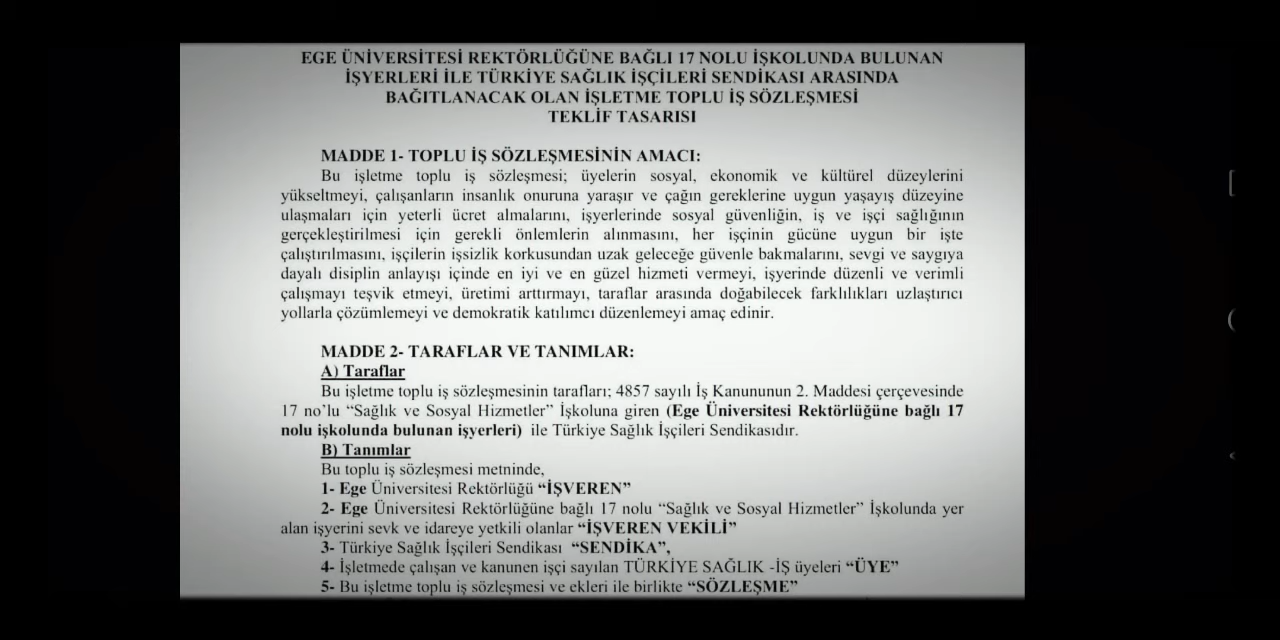 EGE ÜNİVERSİTESİ REKTÖRLÜĞÜNE BAĞLI 17 NOLU İŞKOLUNDA BULUNAN
İŞYERLERİ İLE TÜRKİYE SAĞLIK İŞÇİLERİ SENDİKASI ARASINDA
BAĞITLANACAK OLAN İŞLETME TOPLU İŞ SÖZLEŞMESİ
TEKLİF TASARISI
MADDE 1- TOPLU İŞ SÖZLEŞMESİNİN AMACI:
Bu işletme toplu iş sözleşmesi; üyelerin sosyal, ekonomik ve kültürel düzeylerini
yükseltmeyi, çalışanların insanlık onuruna yaraşır ve çağın gereklerine uygun yaşayış düzeyine
ulaşmaları için yeterli ücret almalarını, işyerlerinde sosyal güvenliğin, iş ve işçi sağlığının
gerçekleştirilmesi için gerekli önlemlerin alınmasını, her işçinin gücüne uygun bir işte
çalıştırılmasını, işçilerin işsizlik korkusundan uzak geleceğe güvenle bakmalarını, sevgi ve saygıya
dayalı disiplin anlayışı içinde en iyi ve en güzel hizmeti vermeyi, işyerinde düzenli ve verimli
çalışmayı teşvik etmeyi, üretimi arttırmayı, taraflar arasında doğabilecek farklılıkları uzlaştırıcı
yollarla çözümlemeyi ve demokratik katılımcı düzenlemeyi amaç edinir.
MADDE 2- TARAFLAR VE TANIMLAR:
A) Taraflar
Bu işletme toplu iş sözleşmesinin tarafları; 4857 sayılı İş Kanununun 2. Maddesi çerçevesinde
17 no’lu “Sağlık ve Sosyal Hizmetler” İşkoluna giren (Ege Üniversitesi Rektörlüğüne bağlı 17
nolu işkolunda bulunan işyerleri) ile Türkiye Sağlık İşçileri Sendikasıdır.
B) Tanımlar
Bu toplu iş sözleşmesi metninde,
1- Ege Üniversitesi Rektörlüğü “İŞVEREN”
2- Ege Üniversitesi Rektörlüğüne bağlı 17 nolu “Sağlık ve Sosyal Hizmetler” İşkolunda yer
alan işyerini sevk ve idareye yetkili olanlar “İŞVEREN VEKİLİ”
3- Türkiye Sağlık İşçileri Sendikası “SENDİKA”,
4- İşletmede çalışan ve kanunen işçi sayılan TÜRKİYE SAĞLIK -İŞ üyeleri “ÜYE”
5- Bu işletme toplu iş sözleşmesi ve ekleri ile birlikte “SÖZLEŞME”